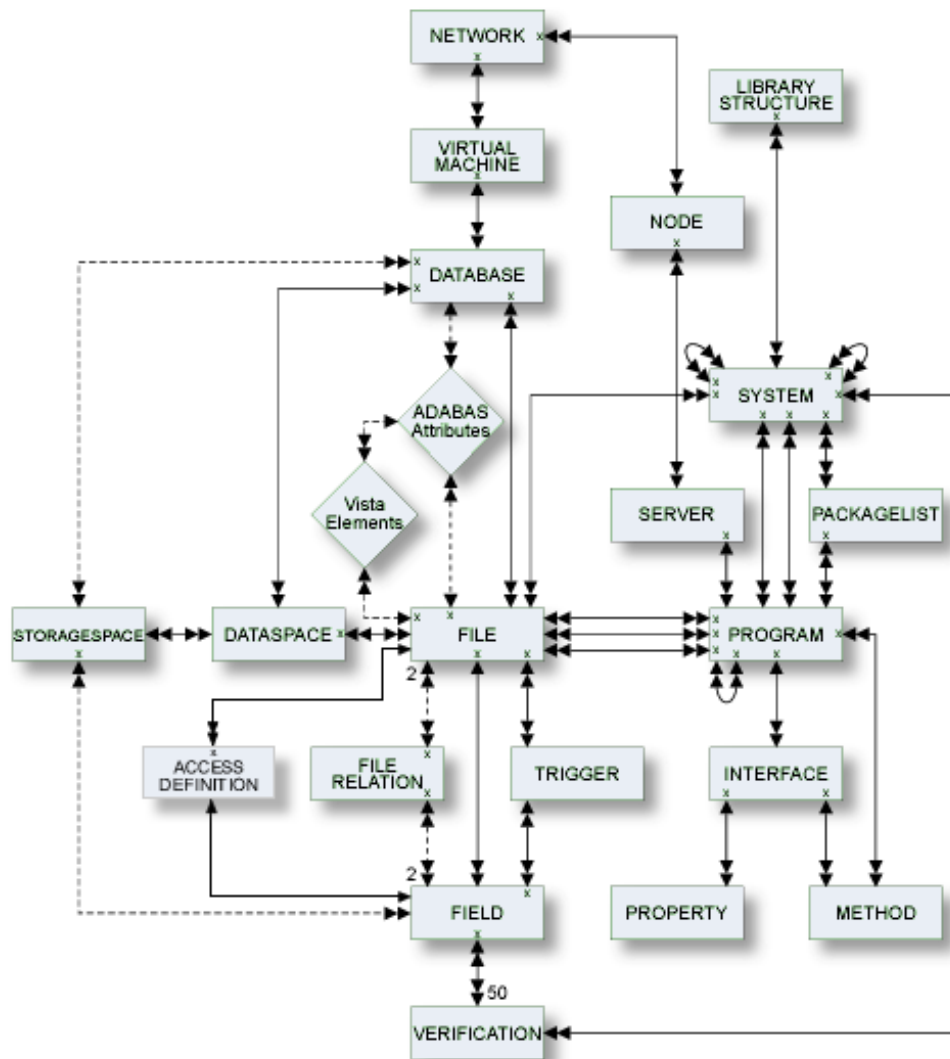 NETWORK
LIBRARY
STRUCTURE
VIRTUAL
MACHINE
NODE
DATABASE
ADABAS
Attributes
SYSTEM
Vista
Elements
SERVER
PACKAGELIST
STORAGESPACE
DATASPACE
FILE
PROGRAM
2
ACCESS
DEFINITION
FILE
RELATION
TRIGGER
INTERFACE
2
FIELD
PROPERTY
METHOD
50
VERIFICATION